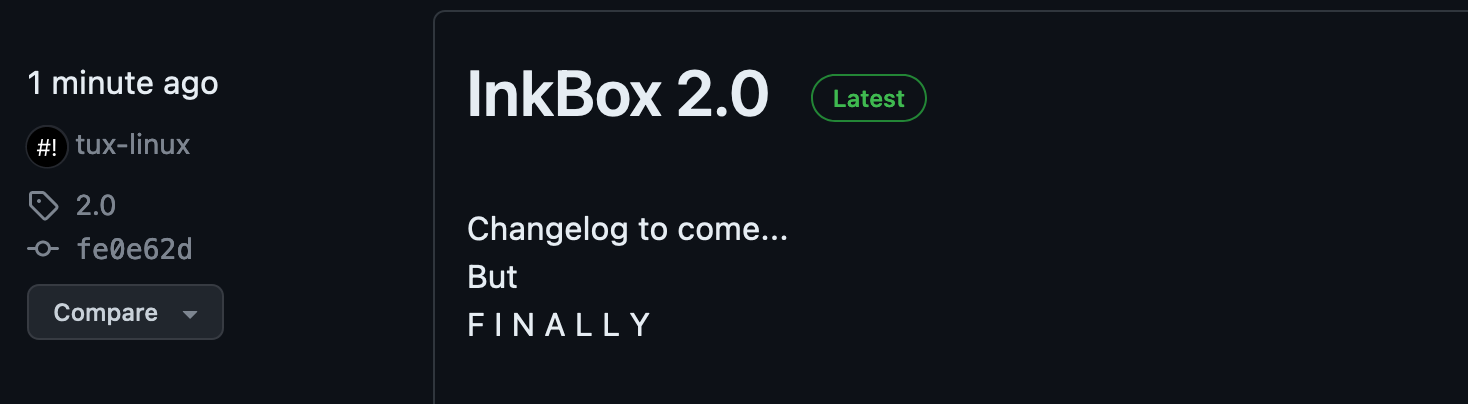 1 minute ago
#! tux-linux
2.0
fe0e62d
Compare
InkBox 2.0 Latest
Changelog to come...
But
F I N A L L Y